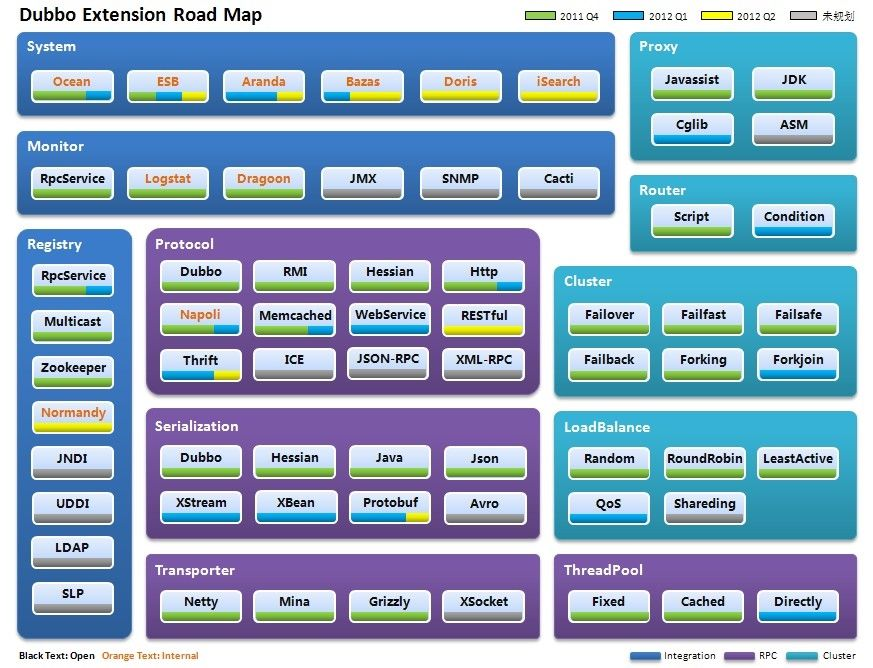 Dubbo Extension Road Map
2011 Q4 2012 Q1 2012 Q2 未规划
System
Ocean ESB Aranda Bazas Doris iSearch
Monitor
RpcService Logstat Dragoon JMX SNMP Cacti
Proxy
Javassist JDK
Cglib ASM
Router
Script Condition
Registry
RpcService
Multicast
Zookeeper
Normandy
JNDI
UDDI
LDAP
SLP
Protocol
Dubbo RMI Hessian Http
Napoli Memcached WebService RESTful
Thrift ICE JSON-RPC XML-RPC
Cluster
Failover Failfast Failsafe
Failback Forking Forkjoin
Serialization
Dubbo Hessian Java Json
XStream XBean Protobuf Avro
LoadBalance
Random RoundRobin LeastActive
QoS Shareding
Transporter
Netty Mina Grizzly XSocket
ThreadPool
Fixed Cached Directly
Black Text: Open Orange Text: Internal
Integration RPC Cluster